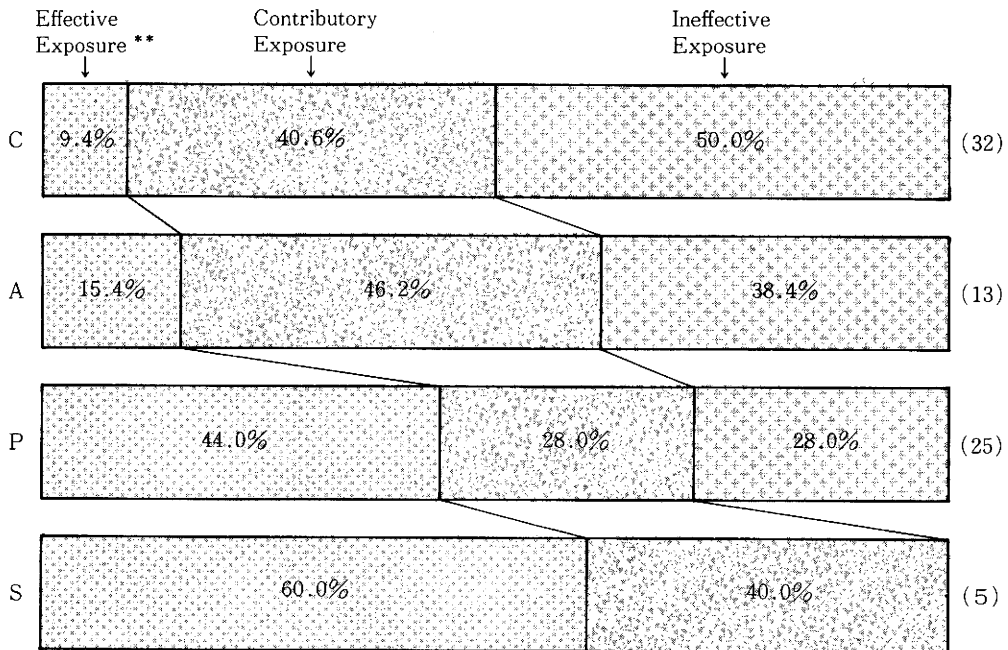 Effective
Exposure **
Contributory
Exposure
Ineffective
Exposure
C 9.4% 40.6% 50.0% (32)
A 15.4% 46.2% 38.4% (13)
P 44.0% 28.0% 28.0% (25)
S 60.0% 40.0% (5)